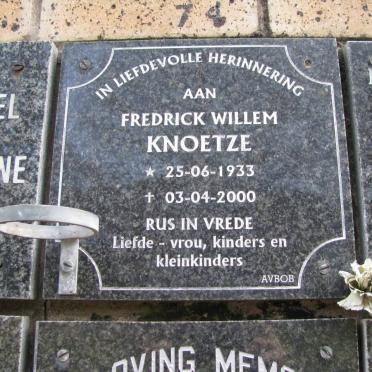 IN LIEFDEVOLLE HERINNERING
AAN
FREDRICK WILLEM
KNOETZE
★ 25-06-1933
✝ 03-04-2000
RUS IN VREDE
Liefde - vrou, kinders en
kleinkinders
AVBOB